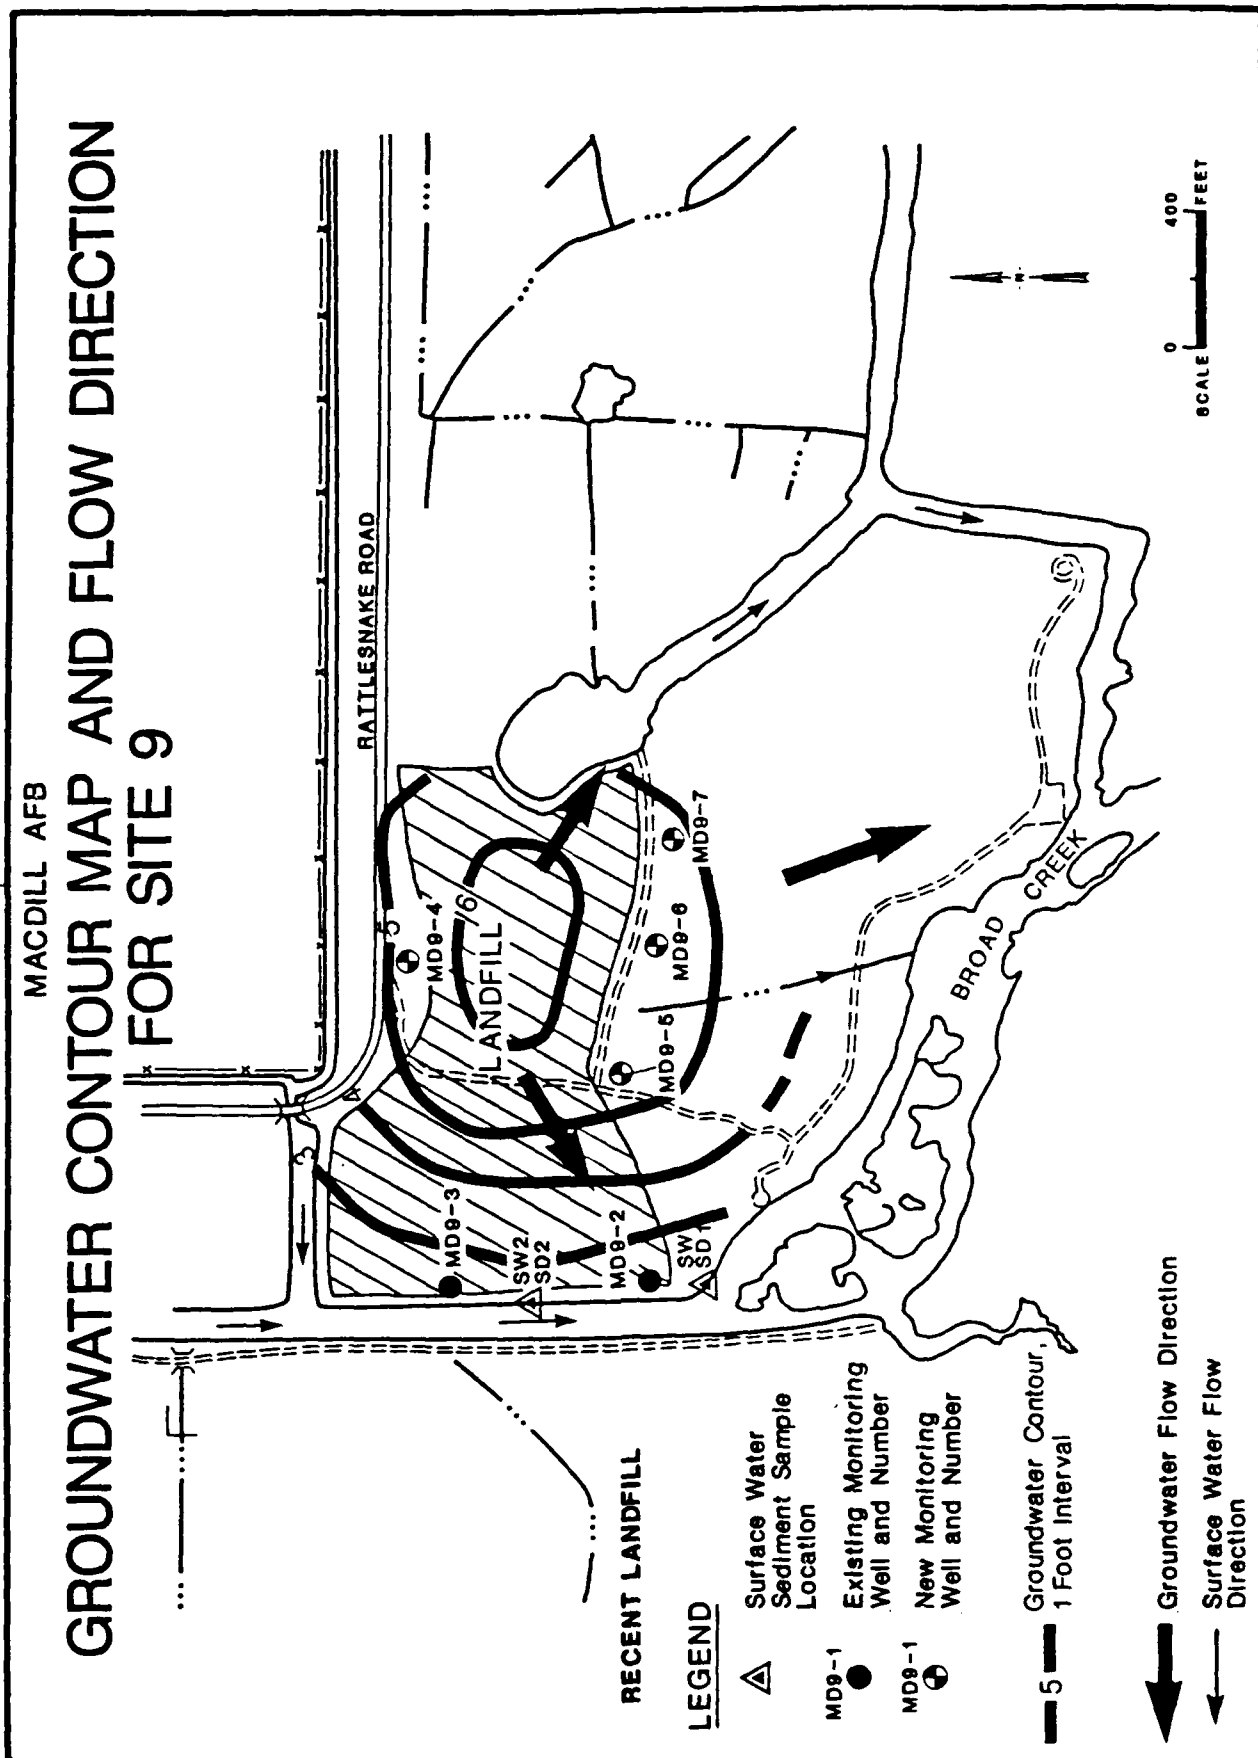 MACDILL AFB
GROUNDWATER CONTOUR MAP AND FLOW DIRECTION
FOR SITE 9
RATTLESNAKE ROAD
3
5
MD9-4
6
LANDFILL
MD9-3
SW2/
SD2
MD9-2
SW
SD1
MD9-5
MD9-6
MD9-7
BROAD
CREEK
N
0 400
SCALE FEET
RECENT LANDFILL
LEGEND
Surface Water
Sediment Sample
Location
MD9-1
Existing Monitoring
Well and Number
MD9-1
New Monitoring
Well and Number
5
Groundwater Contour,
1 Foot Interval
Groundwater Flow Direction
Surface Water Flow
Direction